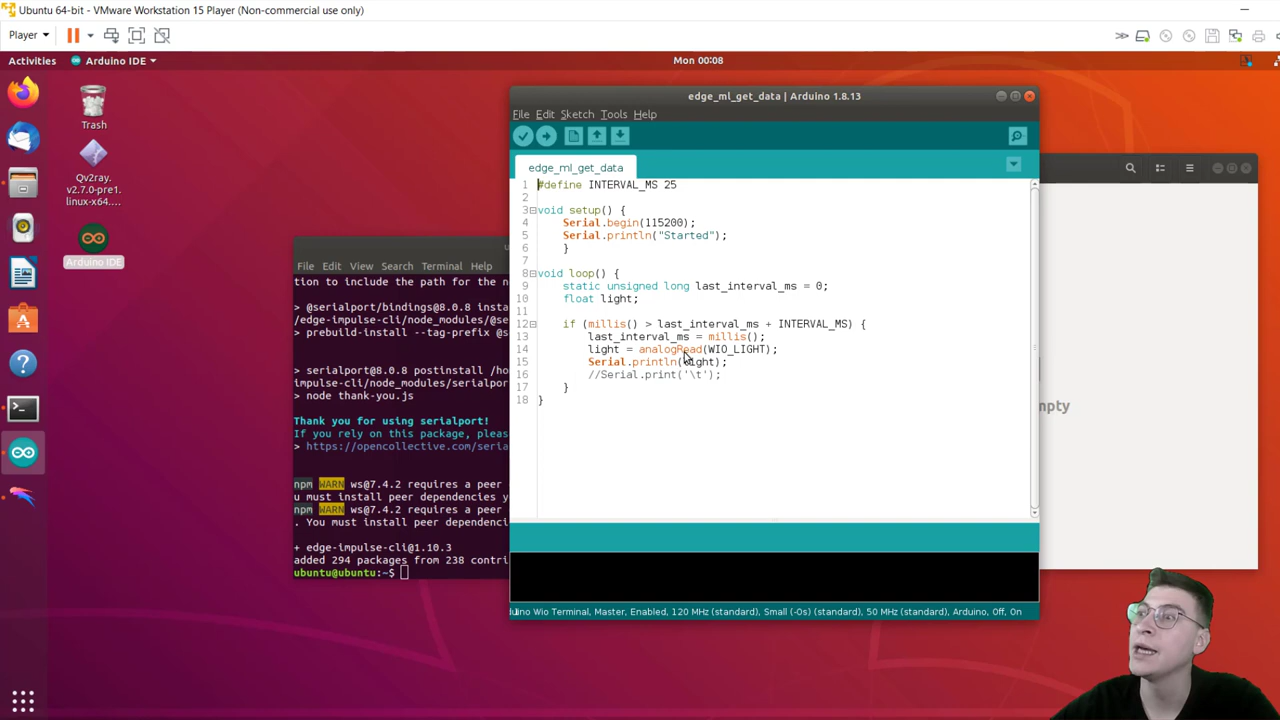 Ubuntu 64-bit - VMware Workstation 15 Player (Non-commercial use only)
Player
Activities
Arduino IDE
Mon 00:08
Trash
Qv2ray.
v2.7.0-pre1.
linux-x64....
Arduino IDE
File Edit View Search Terminal Help
tion to include the path for the n
> @serialport/bindings@8.0.8 insta
/edge-impulse-cli/node_modules/@se
> prebuild-install --tag-prefix @s
> serialport@8.0.8 postinstall /ho
impulse-cli/node_modules/serialpor
> node thank-you.js
Thank you for using serialport!
If you rely on this package, pleas
> https://opencollective.com/seria
npm WARN ws@7.4.2 requires a peer
u must install peer dependencies y
npm WARN ws@7.4.2 requires a peer
. You must install peer dependenci
+ edge-impulse-cli@1.10.3
added 294 packages from 238 contri
ubuntu@ubuntu:~$
edge_ml_get_data | Arduino 1.8.13
File Edit Sketch Tools Help
edge_ml_get_data
1 #define INTERVAL_MS 25
2
3 void setup() {
4 Serial.begin(115200);
5 Serial.println("Started");
6 }
7
8 void loop() {
9 static unsigned long last_interval_ms = 0;
10 float light;
11
12 if (millis() > last_interval_ms + INTERVAL_MS) {
13 last_interval_ms = millis();
14 light = analogRead(WIO_LIGHT);
15 Serial.println(light);
16 //Serial.print('\t');
17 }
18 }
duino Wio Terminal, Master, Enabled, 120 MHz (standard), Small (-Os) (standard), 50 MHz (standard), Arduino, Off, On
mpty